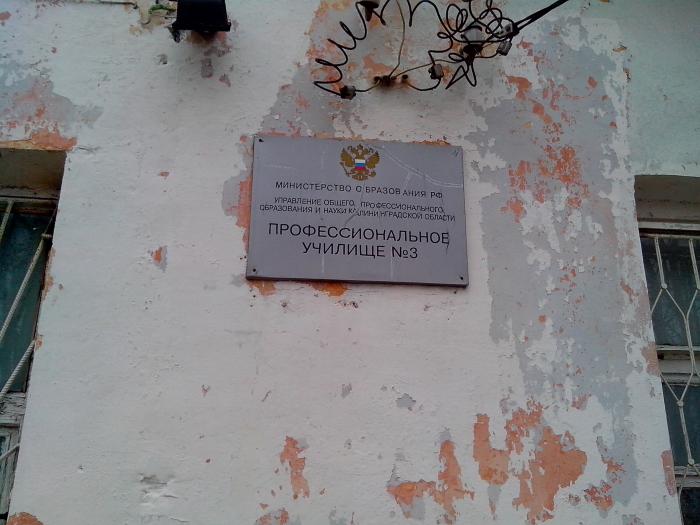 МИНИСТЕРСТВО ОБРАЗОВАНИЯ РФ
УПРАВЛЕНИЕ ОБЩЕГО, ПРОФЕССИОНАЛЬНОГО
ОБРАЗОВАНИЯ И НАУКИ КАЛИНИНГРАДСКОЙ ОБЛАСТИ
ПРОФЕССИОНАЛЬНОЕ
УЧИЛИЩЕ №3